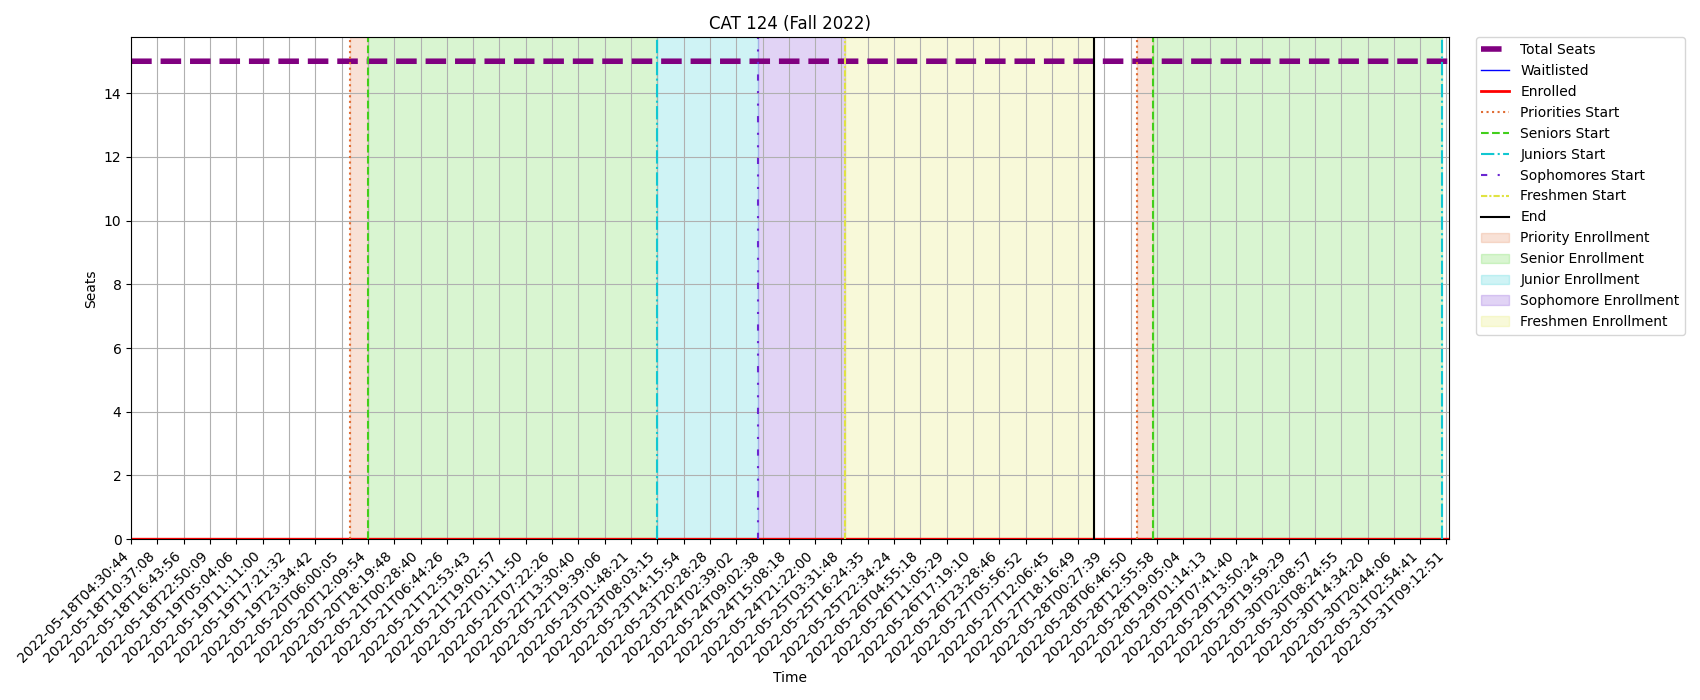 CAT 124 (Fall 2022)
Seats
14
12
10
8
6
4
2
0
2022-05-18T04:30:44
2022-05-18T10:37:08
2022-05-18T16:43:56
2022-05-18T22:50:09
2022-05-19T05:04:06
2022-05-19T11:11:00
2022-05-19T17:21:32
2022-05-19T23:34:42
2022-05-20T06:00:05
2022-05-20T12:09:54
2022-05-20T18:19:48
2022-05-21T00:28:40
2022-05-21T06:44:26
2022-05-21T12:53:43
2022-05-21T19:02:57
2022-05-22T01:11:50
2022-05-22T07:22:26
2022-05-22T13:30:40
2022-05-22T19:39:06
2022-05-23T01:48:21
2022-05-23T08:03:15
2022-05-23T14:15:54
2022-05-23T20:28:28
2022-05-24T02:39:02
2022-05-24T09:02:38
2022-05-24T15:08:18
2022-05-24T21:22:00
2022-05-25T03:31:48
2022-05-25T16:24:35
2022-05-25T22:34:24
2022-05-26T04:55:18
2022-05-26T11:05:29
2022-05-26T17:19:10
2022-05-26T23:28:46
2022-05-27T05:56:52
2022-05-27T12:06:45
2022-05-27T18:16:49
2022-05-28T00:27:39
2022-05-28T06:46:50
2022-05-28T12:55:58
2022-05-28T19:05:04
2022-05-29T01:14:13
2022-05-29T07:41:40
2022-05-29T13:50:24
2022-05-29T19:59:29
2022-05-30T02:08:57
2022-05-30T08:24:55
2022-05-30T14:34:20
2022-05-30T20:44:06
2022-05-31T02:54:41
2022-05-31T09:12:51
Time
Total Seats
Waitlisted
Enrolled
Priorities Start
Seniors Start
Juniors Start
Sophomores Start
Freshmen Start
End
Priority Enrollment
Senior Enrollment
Junior Enrollment
Sophomore Enrollment
Freshmen Enrollment